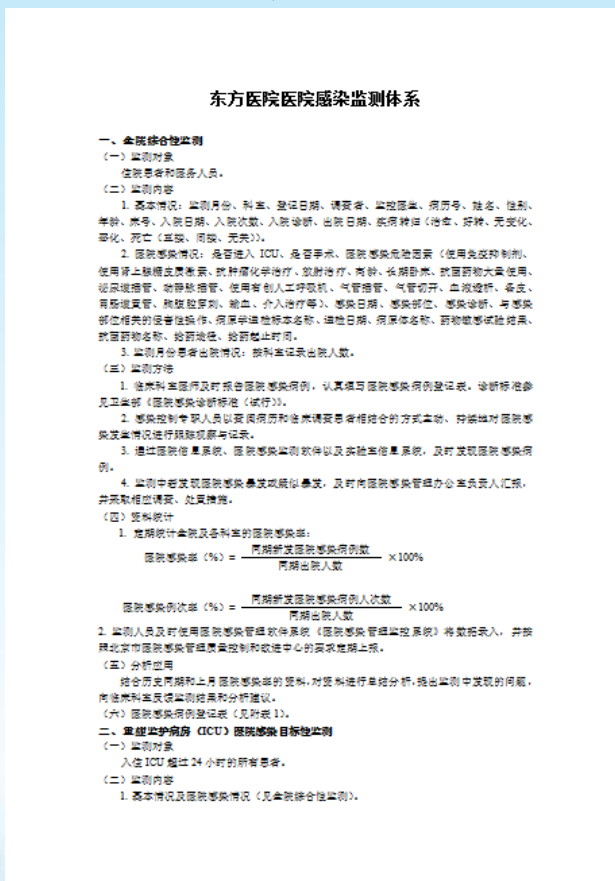 东方医院医院感染监测体系
一、全院综合性监测
（一）监测对象
住院患者和医务人员。
（二）监测内容
1. 基本情况：监测月份、科室、登记日期、调查者、监控医生、病历号、姓名、性别、
年龄、床号、入院日期、入院次数、入院诊断、出院日期、疾病转归（治愈、好转、无变化、
恶化、死亡（直接、间接、无关））。
2. 医院感染情况：是否进入 ICU、是否手术、医院感染危险因素（使用免疫抑制剂、
使用肾上腺糖皮质激素、抗肿瘤化学治疗、放射治疗、高龄、长期卧床、抗菌药物大量使用、
泌尿道插管、动静脉插管、使用有创人工呼吸机、气管插管、气管切开、血液透析、备皮、
胃肠道置管、胸腹腔穿刺、输血、介入治疗等）、感染日期、感染部位、感染诊断、与感染
部位相关的侵害性操作、病原学送检标本名称、送检日期、病原体名称、药物敏感试验结果、
抗菌药物名称、给药途径、给药起止时间。
3. 监测月份患者出院情况：按科室记录出院人数。
（三）监测方法
1. 临床科室医师及时报告医院感染病例，认真填写医院感染病例登记表。诊断标准参
见卫生部《医院感染诊断标准（试行）》。
2. 感染控制专职人员以查阅病历和临床调查患者相结合的方式主动、持续地对医院感
染发生情况进行跟踪观察与记录。
3. 通过医院信息系统、医院感染监测软件以及实验室信息系统，及时发现医院感染病
例。
4. 监测中若发现医院感染暴发或疑似暴发，及时向医院感染管理办公室负责人汇报，
并采取相应调查、处置措施。
（四）资料统计
1. 定期统计全院及各科室的医院感染率：
医院感染率（%）= 同期新发医院感染病例数 ×100%
同期出院人数
医院感染例次率（%）= 同期新发医院感染病例人次数 ×100%
同期出院人数
2. 监测人员及时使用医院感染管理软件系统《医院感染管理监控系统》将数据录入，并按
照北京市医院感染管理质量控制和改进中心的要求定期上报。
（五）分析应用
结合历史同期和上月医院感染率的资料，对资料进行总结分析，提出监测中发现的问题，
向临床科室反馈监测结果和分析建议。
（六）医院感染病例登记表（见附表 1）。
二、重症监护病房（ICU）医院感染目标性监测
（一）监测对象
入住 ICU 超过 24 小时的所有患者。
（二）监测内容
1. 基本情况及医院感染情况（见全院综合性监测）。